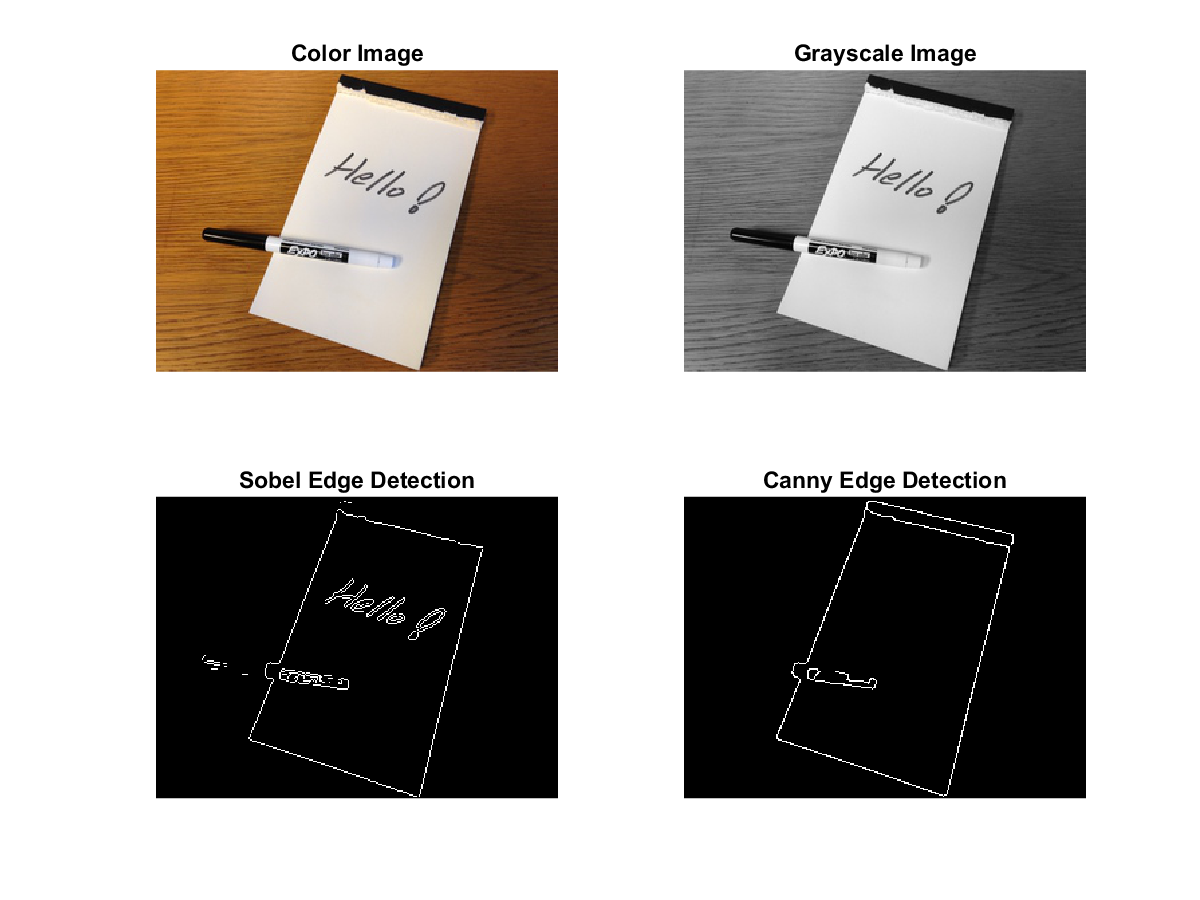 Color Image
Grayscale Image
Hello!
EXPO
Hello!
EXPO
Sobel Edge Detection
Canny Edge Detection
Hello!